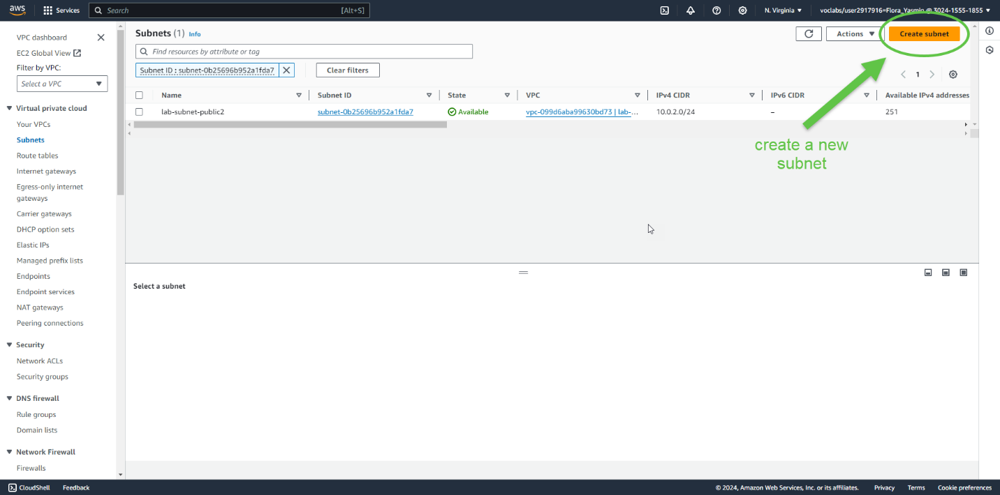 aws
Services
Search
[Alt+S]
N. Virginia
voclabs/user2917916=Flora_Yasmin @ 3024-1555-1855
VPC dashboard
EC2 Global View
Filter by VPC:
Select a VPC
Virtual private cloud
Your VPCs
Subnets
Route tables
Internet gateways
Egress-only internet
gateways
Carrier gateways
DHCP option sets
Elastic IPs
Managed prefix lists
Endpoints
Endpoint services
NAT gateways
Peering connections
Security
Network ACLs
Security groups
DNS firewall
Rule groups
Domain lists
Network Firewall
Firewalls
Subnets (1) Info
Actions
Create subnet
Find resources by attribute or tag
Subnet ID : subnet-0b25696b952a1fda7
Clear filters
1
Name Subnet ID State VPC IPv4 CIDR IPv6 CIDR Available IPv4 addresses
lab-subnet-public2 subnet-0b25696b952a1fda7 Available vpc-099d6aba99630bd73 | lab-... 10.0.2.0/24 – 251
create a new
subnet
Select a subnet
CloudShell Feedback © 2024, Amazon Web Services, Inc. or its affiliates. Privacy Terms Cookie preferences